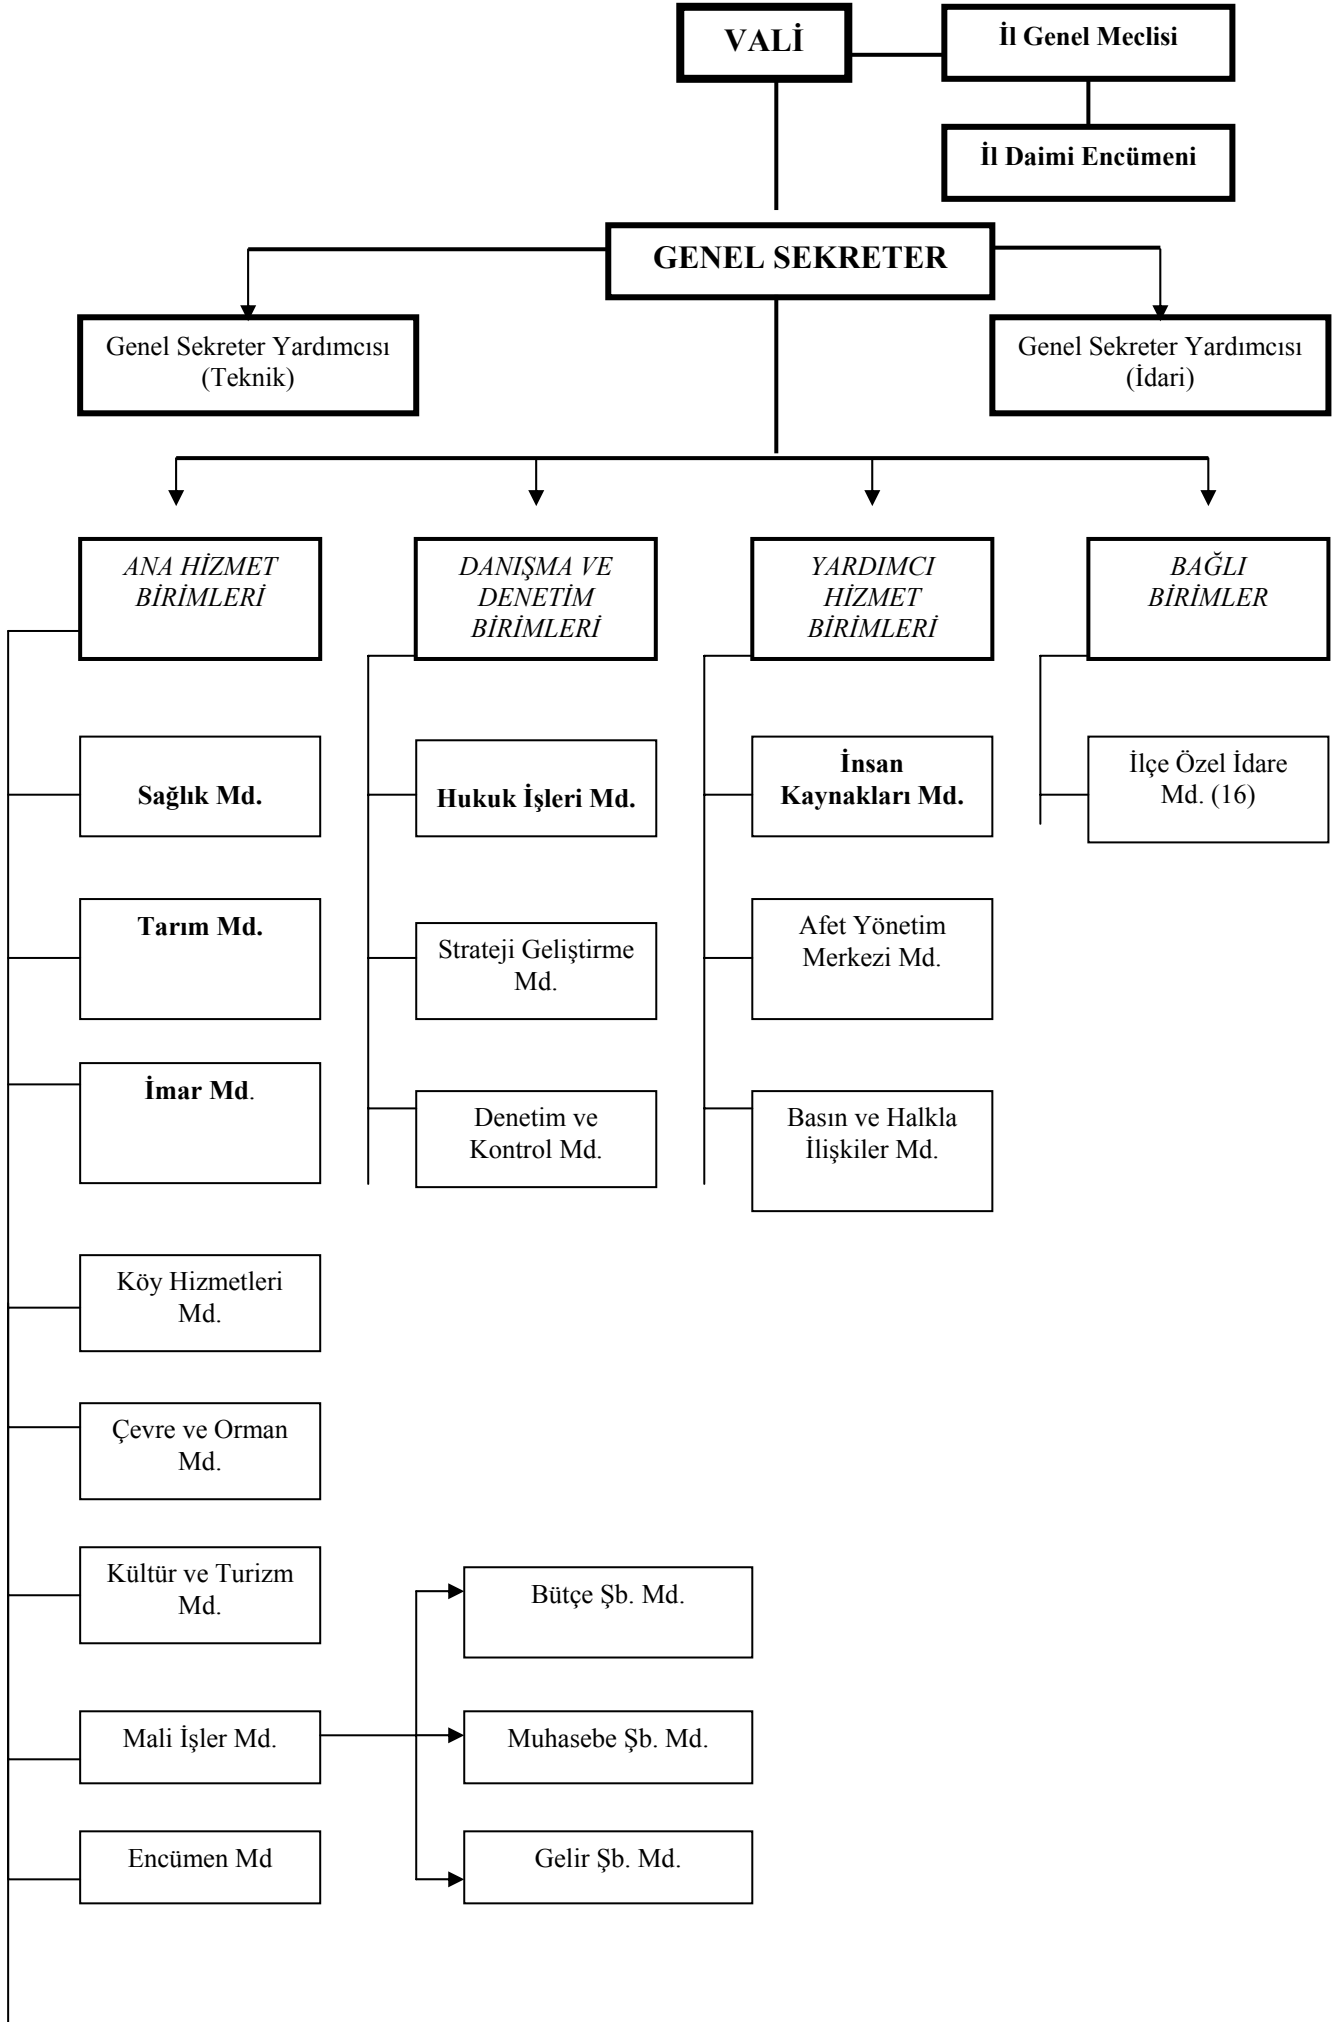 VALİ
İl Genel Meclisi
İl Daimi Encümeni
GENEL SEKRETER
Genel Sekreter Yardımcısı
(Teknik)
Genel Sekreter Yardımcısı
(İdari)
ANA HİZMET
BİRİMLERİ
DANIŞMA VE
DENETİM
BİRİMLERİ
YARDIMCI
HİZMET
BİRİMLERİ
BAĞLI
BİRİMLER
Sağlık Md.
Hukuk İşleri Md.
İnsan
Kaynakları Md.
İlçe Özel İdare
Md. (16)
Tarım Md.
Strateji Geliştirme
Md.
Afet Yönetim
Merkezi Md.
İmar Md.
Denetim ve
Kontrol Md.
Basın ve Halkla
İlişkiler Md.
Köy Hizmetleri
Md.
Çevre ve Orman
Md.
Kültür ve Turizm
Md.
Bütçe Şb. Md.
Mali İşler Md.
Muhasebe Şb. Md.
Encümen Md
Gelir Şb. Md.